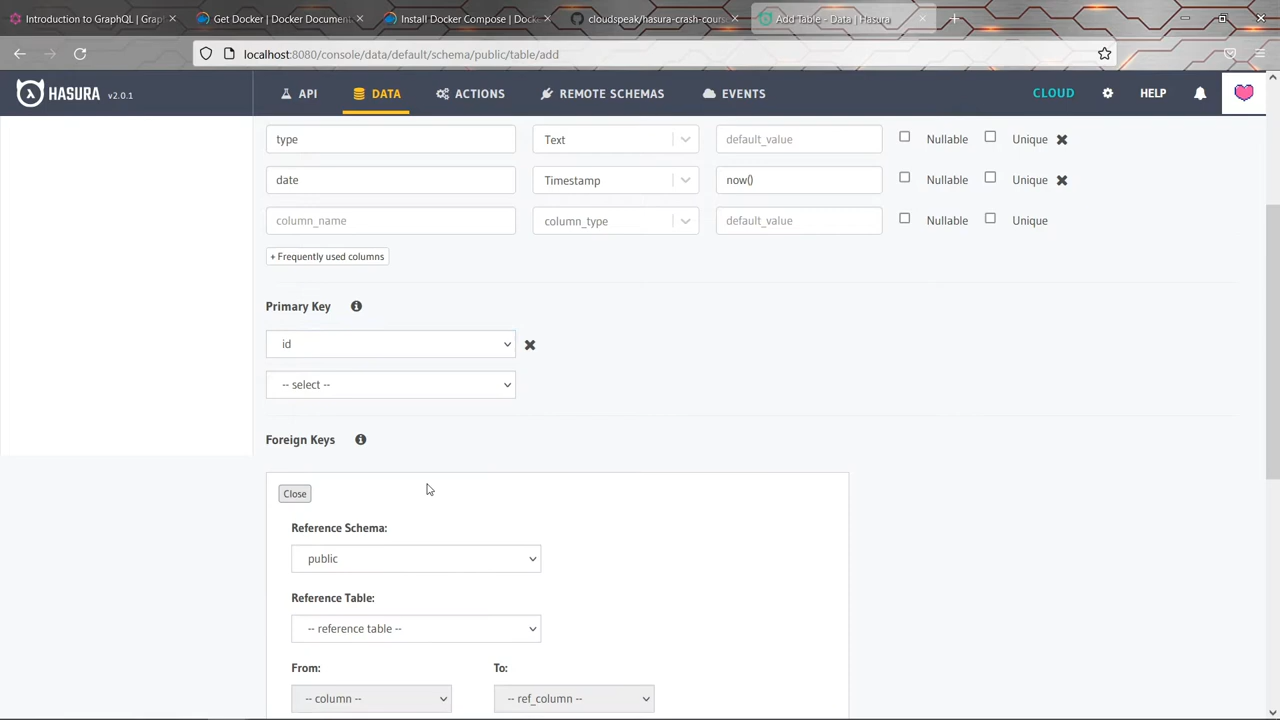 Introduction to GraphQL | Grap
Get Docker | Docker Document
Install Docker Compose | Dock
cloudspeak/hasura-crash-cours
Add Table - Data | Hasura
localhost:8080/console/data/default/schema/public/table/add
HASURA v2.0.1
API
DATA
ACTIONS
REMOTE SCHEMAS
EVENTS
CLOUD
HELP
type Text default_value Nullable Unique
date Timestamp now() Nullable Unique
column_name column_type default_value Nullable Unique
+ Frequently used columns
Primary Key
id
-- select --
Foreign Keys
Close
Reference Schema:
public
Reference Table:
-- reference table --
From: To:
-- column -- -- ref_column --